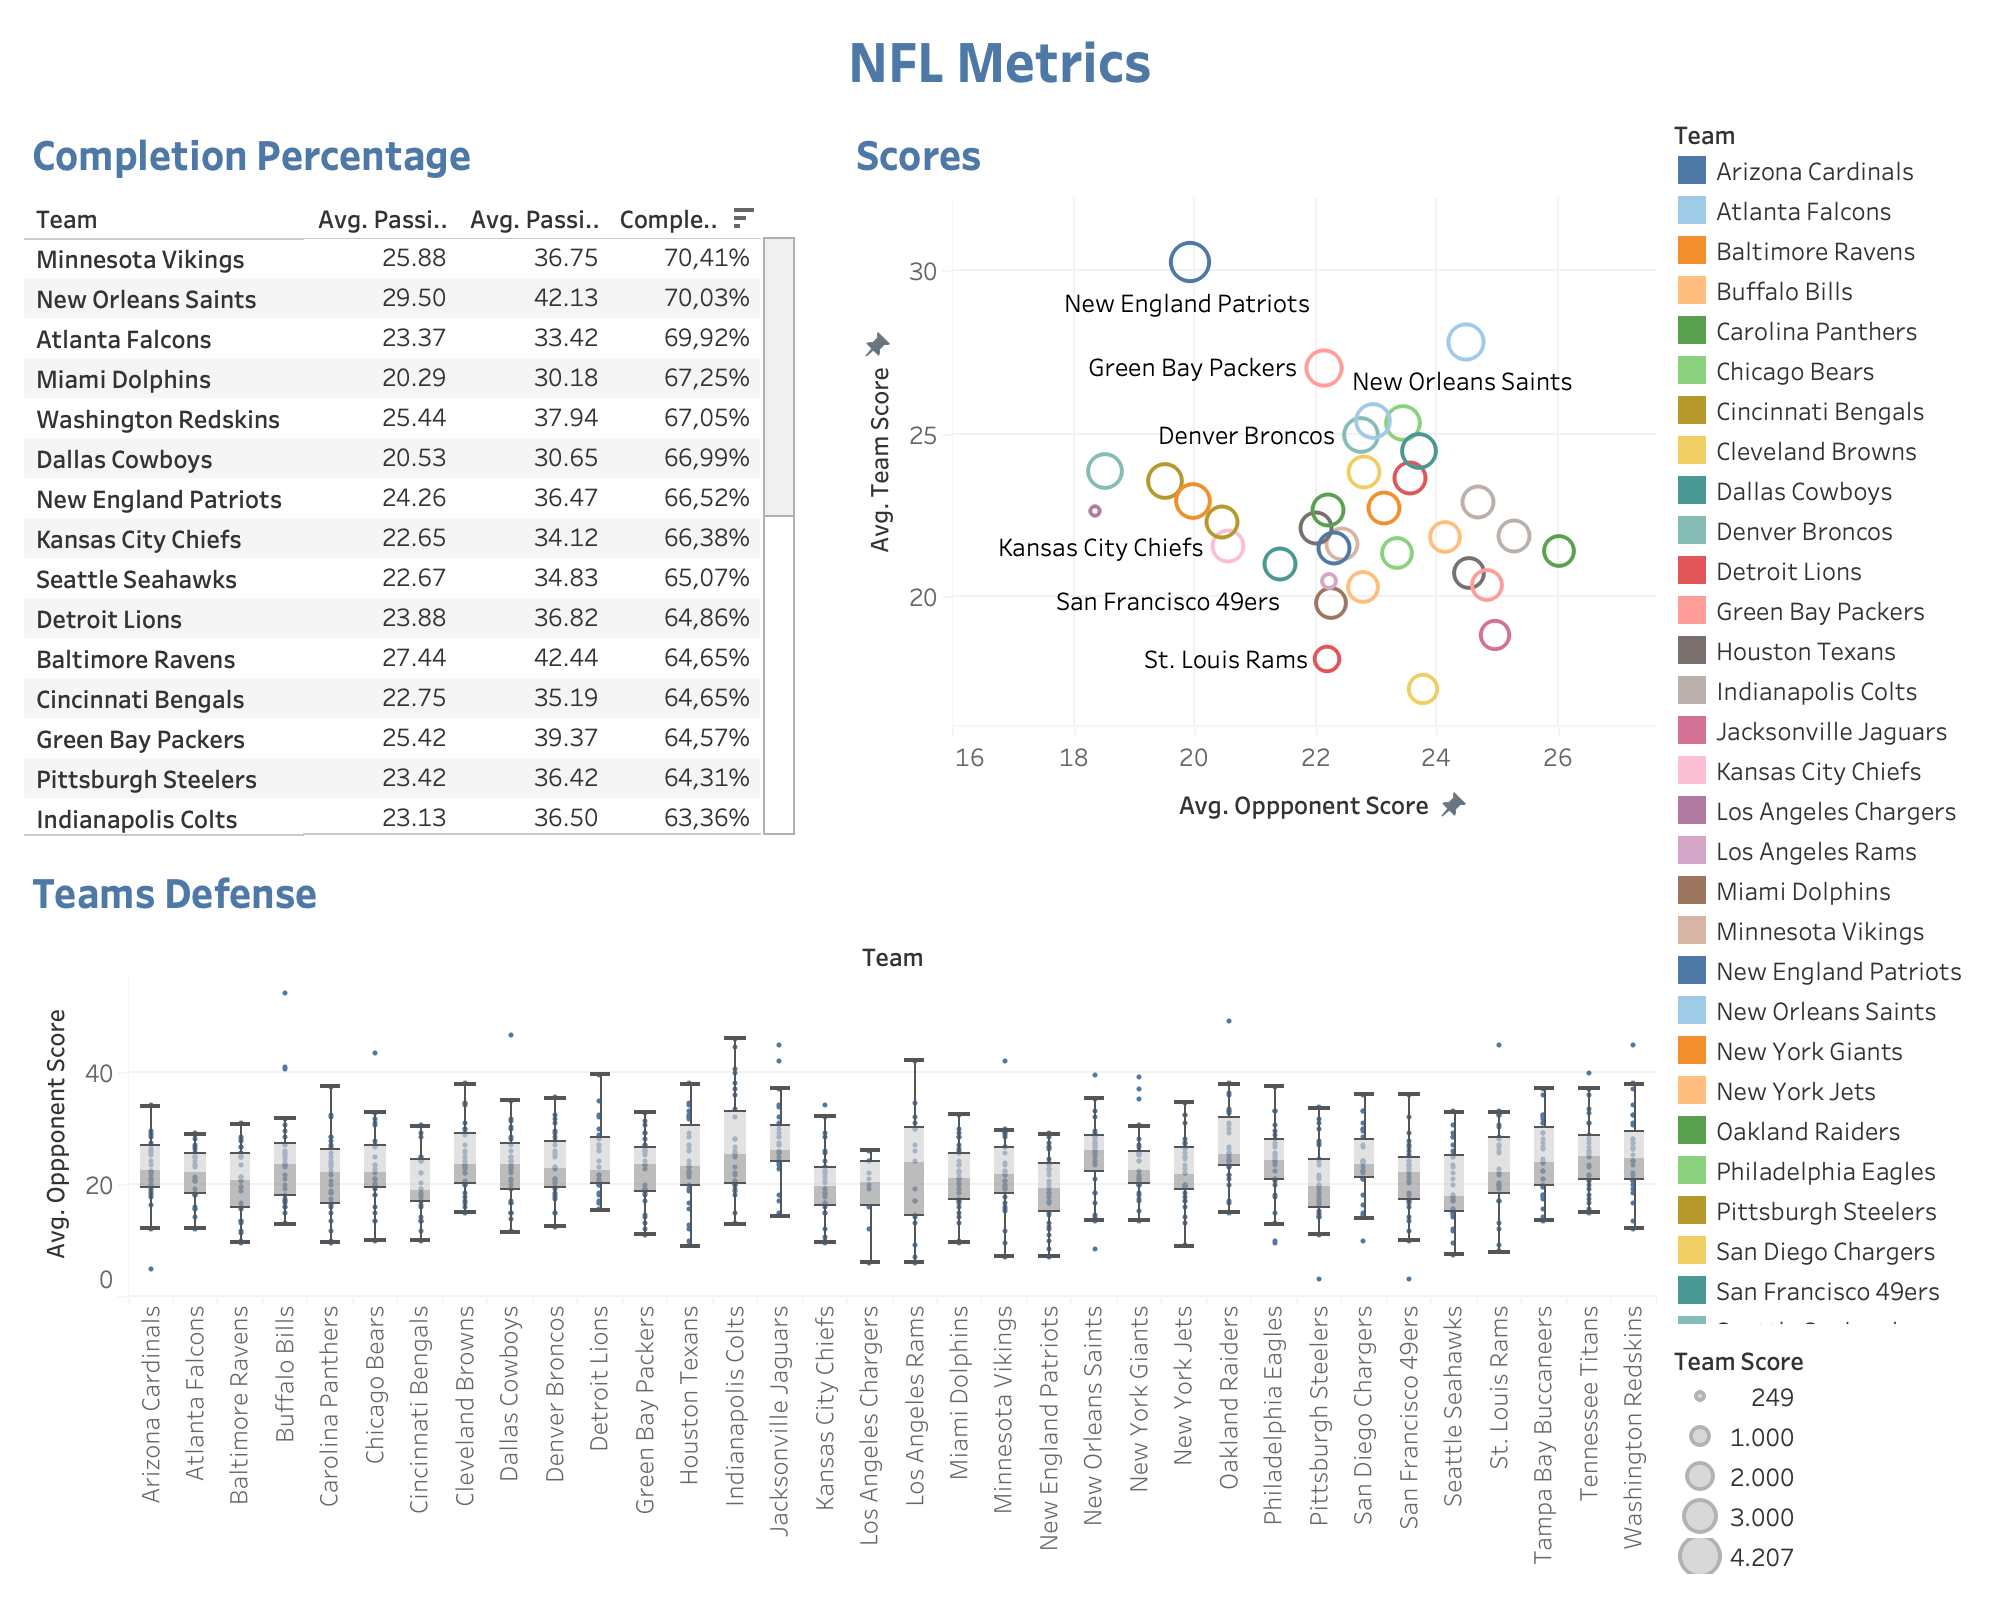 NFL Metrics
Completion Percentage
Team Avg. Passi.. Avg. Passi.. Comple..
Minnesota Vikings 25.88 36.75 70,41%
New Orleans Saints 29.50 42.13 70,03%
Atlanta Falcons 23.37 33.42 69,92%
Miami Dolphins 20.29 30.18 67,25%
Washington Redskins 25.44 37.94 67,05%
Dallas Cowboys 20.53 30.65 66,99%
New England Patriots 24.26 36.47 66,52%
Kansas City Chiefs 22.65 34.12 66,38%
Seattle Seahawks 22.67 34.83 65,07%
Detroit Lions 23.88 36.82 64,86%
Baltimore Ravens 27.44 42.44 64,65%
Cincinnati Bengals 22.75 35.19 64,65%
Green Bay Packers 25.42 39.37 64,57%
Pittsburgh Steelers 23.42 36.42 64,31%
Indianapolis Colts 23.13 36.50 63,36%
Scores
Avg. Team Score
30
25
20
New England Patriots
Green Bay Packers
New Orleans Saints
Denver Broncos
Kansas City Chiefs
San Francisco 49ers
St. Louis Rams
16 18 20 22 24 26
Avg. Oppponent Score
Team
Arizona Cardinals
Atlanta Falcons
Baltimore Ravens
Buffalo Bills
Carolina Panthers
Chicago Bears
Cincinnati Bengals
Cleveland Browns
Dallas Cowboys
Denver Broncos
Detroit Lions
Green Bay Packers
Houston Texans
Indianapolis Colts
Jacksonville Jaguars
Kansas City Chiefs
Los Angeles Chargers
Los Angeles Rams
Miami Dolphins
Minnesota Vikings
New England Patriots
New Orleans Saints
New York Giants
New York Jets
Oakland Raiders
Philadelphia Eagles
Pittsburgh Steelers
San Diego Chargers
San Francisco 49ers
Team Score
249
1.000
2.000
3.000
4.207
Teams Defense
Team
Avg. Opponent Score
40
20
0
Arizona Cardinals
Atlanta Falcons
Baltimore Ravens
Buffalo Bills
Carolina Panthers
Chicago Bears
Cincinnati Bengals
Cleveland Browns
Dallas Cowboys
Denver Broncos
Detroit Lions
Green Bay Packers
Houston Texans
Indianapolis Colts
Jacksonville Jaguars
Kansas City Chiefs
Los Angeles Chargers
Los Angeles Rams
Miami Dolphins
Minnesota Vikings
New England Patriots
New Orleans Saints
New York Giants
New York Jets
Oakland Raiders
Philadelphia Eagles
Pittsburgh Steelers
San Diego Chargers
San Francisco 49ers
Seattle Seahawks
St. Louis Rams
Tampa Bay Buccaneers
Tennessee Titans
Washington Redskins